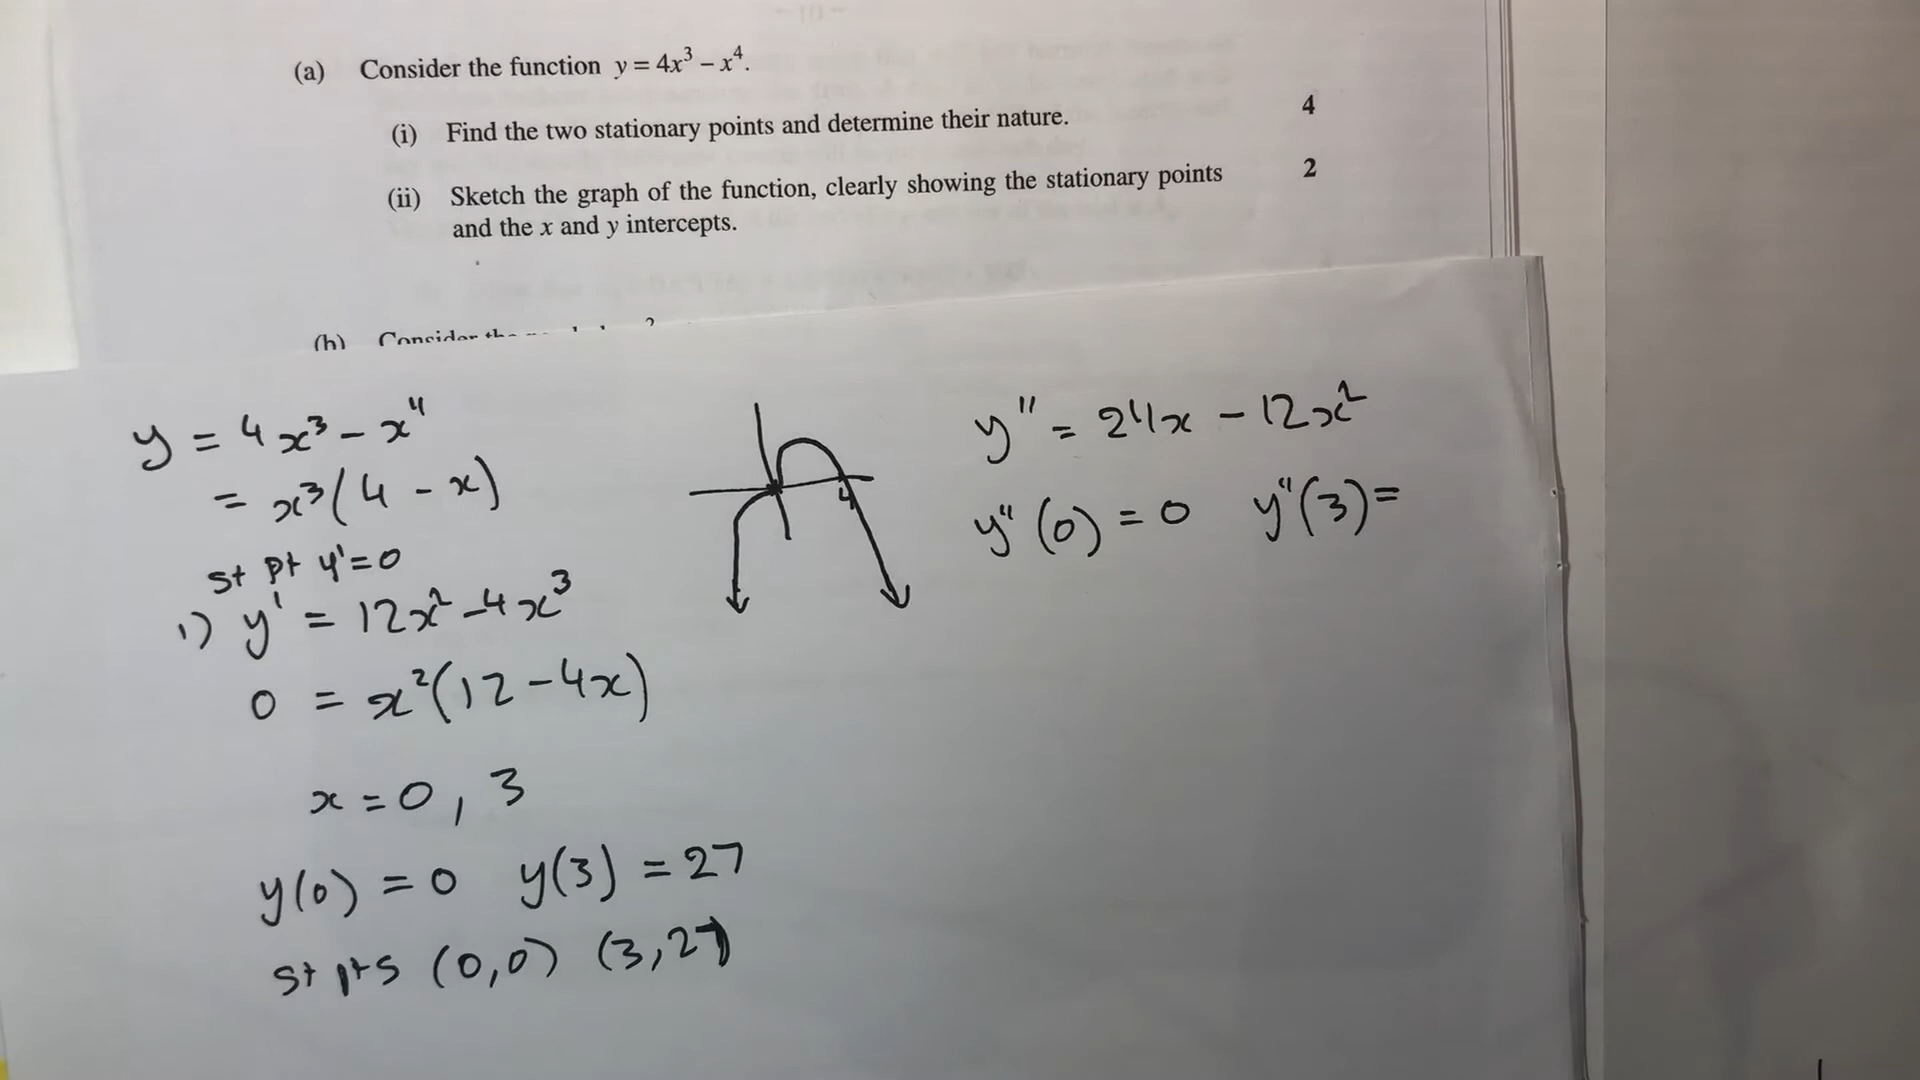 (a) Consider the function y = 4x³ – x⁴.
(i) Find the two stationary points and determine their nature. 4
(ii) Sketch the graph of the function, clearly showing the stationary points 2
and the x and y intercepts.
Consider
y = 4x³ – x⁴
= x³(4 – x)
st pt y' = 0
1) y' = 12x² – 4x³
0 = x²(12 – 4x)
x = 0, 3
y(0) = 0 y(3) = 27
st pts (0,0) (3,27)
4
y'' = 24x – 12x²
y''(0) = 0 y''(3) =